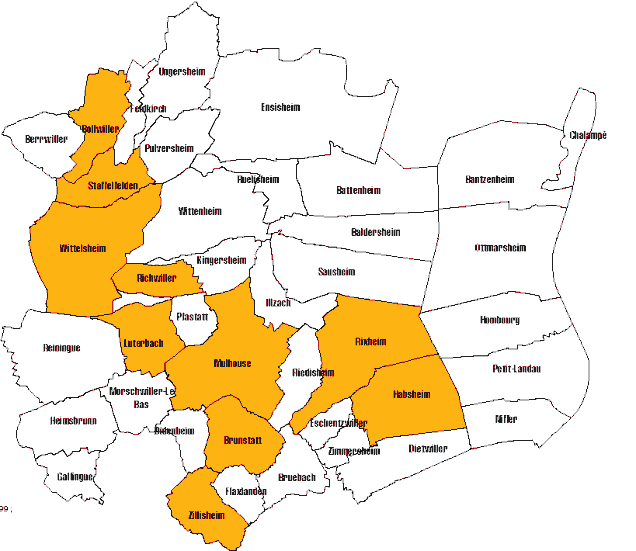 Ungersheim
Feldkirch
Ensisheim
Bollwiller
Berrwiller
Pulversheim
Chalampé
Staffelfelden
Ruelisheim
Battenheim
Bantzenheim
Wittenheim
Baldersheim
Wittelsheim
Ottmarsheim
Kingersheim
Sausheim
Richwiller
Illzach
Pfastatt
Hombourg
Reiningue
Lutterbach
Rixheim
Mulhouse
Riedisheim
Petit-Landau
Morschwiller-Le
Bas
Habsheim
Heimsbrunn
Eschentzwiller
Niffer
Didenheim
Brunstatt
Zimmersheim
Dietwiller
Galfingue
Bruebach
Flaxlanden
Zillisheim
99 ;